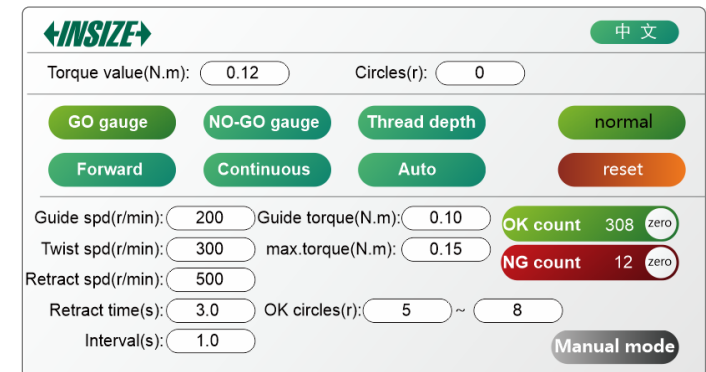 INSIZE 中 文
Torque value(N.m): 0.12 Circles(r): 0
GO gauge NO-GO gauge Thread depth normal
Forward Continuous Auto reset
Guide spd(r/min): 200 Guide torque(N.m): 0.10 OK count 308 zero
Twist spd(r/min): 300 max.torque(N.m): 0.15 NG count 12 zero
Retract spd(r/min): 500
Retract time(s): 3.0 OK circles(r): 5 ~ 8
Interval(s): 1.0 Manual mode